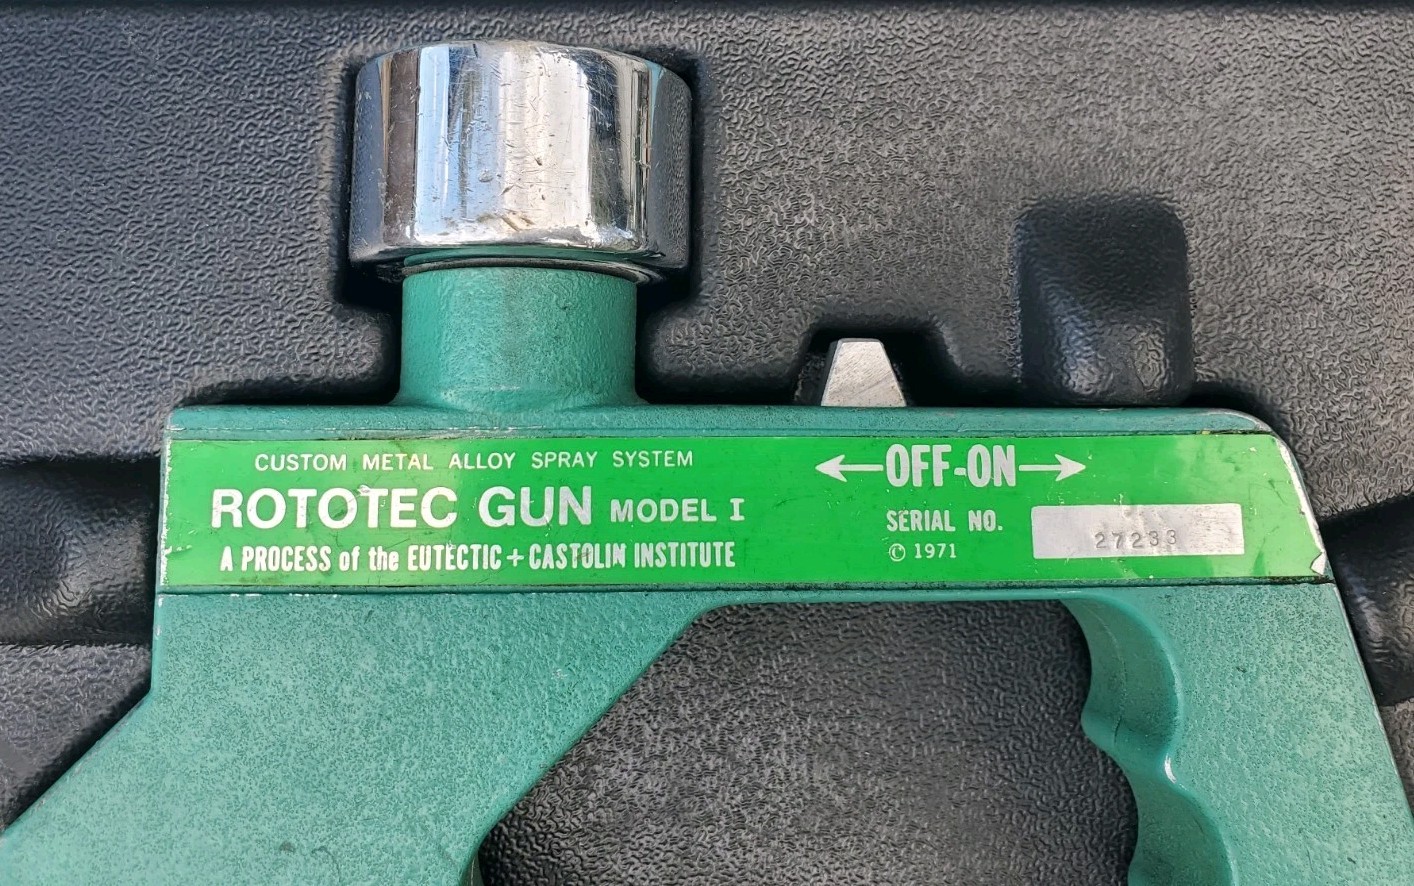 CUSTOM METAL ALLOY SPRAY SYSTEM
ROTOTEC GUN MODEL I
A PROCESS of the EUTECTIC + CASTOLIN INSTITUTE
←OFF-ON→
SERIAL NO. 27233
© 1971